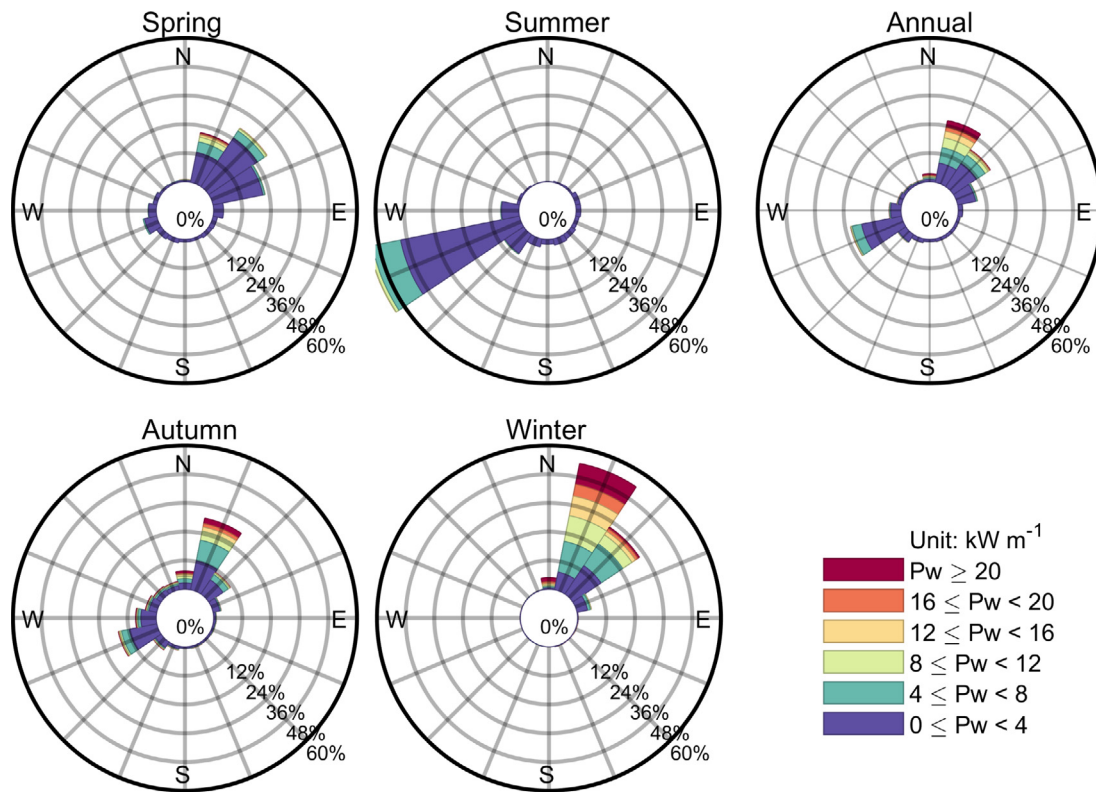 Spring
N
W
0%
E
12%
24%
36%
48%
60%
S
Summer
N
W
0%
E
12%
24%
36%
48%
60%
S
Annual
N
W
0%
E
12%
24%
36%
48%
60%
S
Autumn
N
W
0%
E
12%
24%
36%
48%
60%
S
Winter
N
W
0%
E
12%
24%
36%
48%
60%
S
Unit: kW m⁻¹
Pw ≥ 20
16 ≤ Pw < 20
12 ≤ Pw < 16
8 ≤ Pw < 12
4 ≤ Pw < 8
0 ≤ Pw < 4